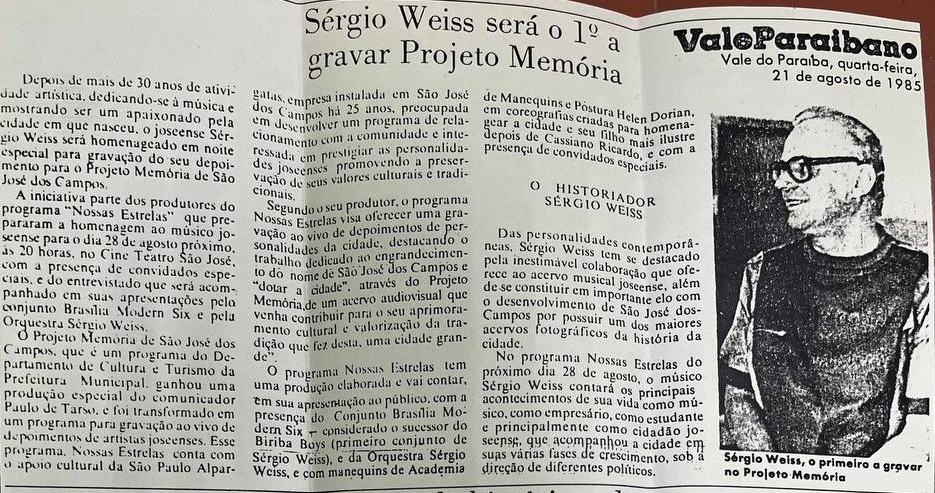 Sérgio Weiss será o 1º a
gravar Projeto Memória
ValeParaibano
Vale do Paraíba, quarta-feira,
21 de agosto de 1985
Depois de mais de 30 anos de ativi-
dade artística, dedicando-se à música e
mostrando ser um apaixonado pela
cidade em que nasceu, o joseense Sér-
gio Weiss será homenageado em noite
especial para gravação do seu depoi-
mento para o Projeto Memória de São
José dos Campos.
A iniciativa parte dos produtores do
programa "Nossas Estrelas" que pre-
pararam a homenagem ao músico jo-
seense para o dia 28 de agosto próximo,
às 20 horas, no Cine Teatro São José,
com a presença de convidados espe-
ciais, e do entrevistado que será acom-
panhado em suas apresentações pelo
conjunto Brasília Modern Six e pela
Orquestra Sérgio Weiss.
O Projeto Memória de São José dos
Campos, que é um programa do De-
partamento de Cultura e Turismo da
Prefeitura Municipal, ganhou uma
produção especial do comunicador
Paulo de Tarso, e foi transformado em
um programa para gravação ao vivo de
depoimentos de artistas joseenses. Esse
programa, Nossas Estrelas conta com
o apoio cultural da São Paulo Alpar-
gatas, empresa instalada em São José
dos Campos há 25 anos, preocupada
em desenvolver um programa de rela-
cionamento com a comunidade e inte-
ressada em prestigiar as personalida-
des joseenses promovendo a preser-
vação de seus valores culturais e tradi-
cionais.
Segundo o seu produtor, o programa
Nossas Estrelas visa oferecer uma gra-
vação ao vivo de depoimentos de per-
sonalidades da cidade, destacando o
trabalho dedicado ao engrandecimen-
to do nome de São José dos Campos e
"dotar a cidade", através do Projeto
Memória, de um acervo audiovisual que
venha contribuir para o seu aprimora-
mento cultural e valorização da tra-
dição que fez desta, uma cidade gran-
de".
O programa Nossas Estrelas tem
uma produção elaborada e vai contar,
em sua apresentação ao público, com a
presença do Conjunto Brasília Mo-
dern Six - considerado o sucessor do
Biriba Boys (primeiro conjunto de
Sérgio Weiss), e da Orquestra Sérgio
Weiss, e com manequins de Academia
de Manequins e Pôstura Helen Dorian,
em coreografias criadas para homena-
gear a cidade e seu filho mais ilustre
depois de Cassiano Ricardo, e com a
presença de convidados especiais.
O HISTORIADOR
SÉRGIO WEISS
Das personalidades contemporâ-
neas, Sérgio Weiss tem se destacado
pela inestimável colaboração que ofe-
rece ao acervo musical joseense, além
de se constituir em importante elo com
o desenvolvimento de São José dos
Campos por possuir um dos maiores
acervos fotográficos da história da
cidade.
No programa Nossas Estrelas do
próximo dia 28 de agosto, o músico
Sérgio Weiss contará os principais
acontecimentos de sua vida como mú-
sico, como empresário, como estudante
e principalmente como cidadão jo-
seense, que acompanhou a cidade em
suas várias fases de crescimento, sob a
direção de diferentes políticos.
Sérgio Weiss, o primeiro a gravar
no Projeto Memória